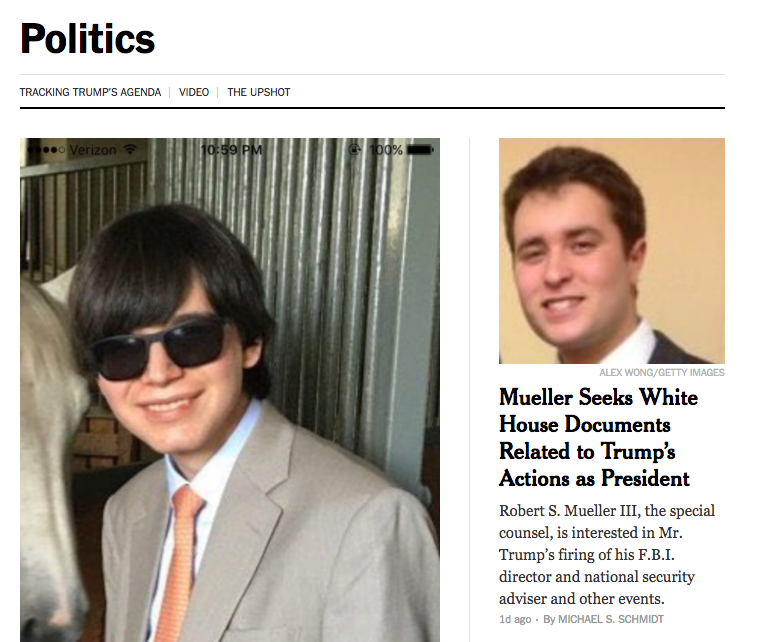 Politics
TRACKING TRUMP'S AGENDA | VIDEO | THE UPSHOT
Verizon 10:59 PM 100%
ALEX WONG/GETTY IMAGES
Mueller Seeks White
House Documents
Related to Trump's
Actions as President
Robert S. Mueller III, the special
counsel, is interested in Mr.
Trump's firing of his F.B.I.
director and national security
adviser and other events.
1d ago · By MICHAEL S. SCHMIDT